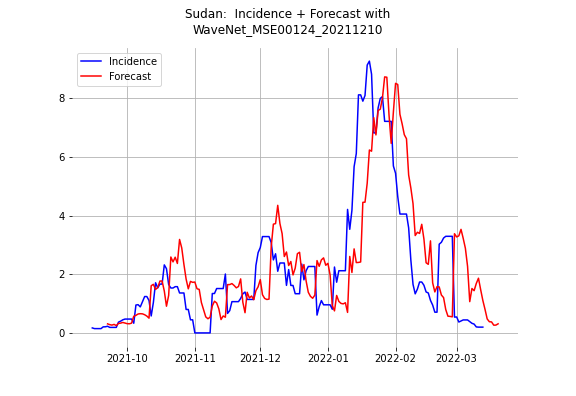 Sudan:  Incidence + Forecast with
WaveNet_MSE00124_20211210
Incidence
Forecast
8
6
4
2
0
2021-10
2021-11
2021-12
2022-01
2022-02
2022-03